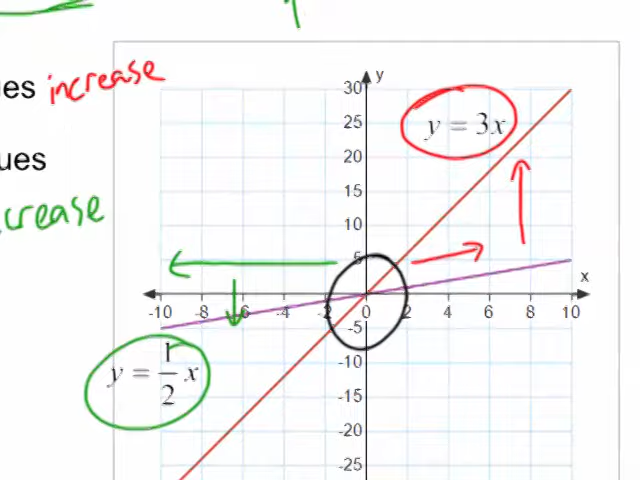 ues increase
ues
crease
y
30
y = 3x
25
20
15
10
5
x
-10 -8 -6 -4 -2 0 2 4 6 8 10
-5
-10
y = 1/2 x
-15
-20
-25